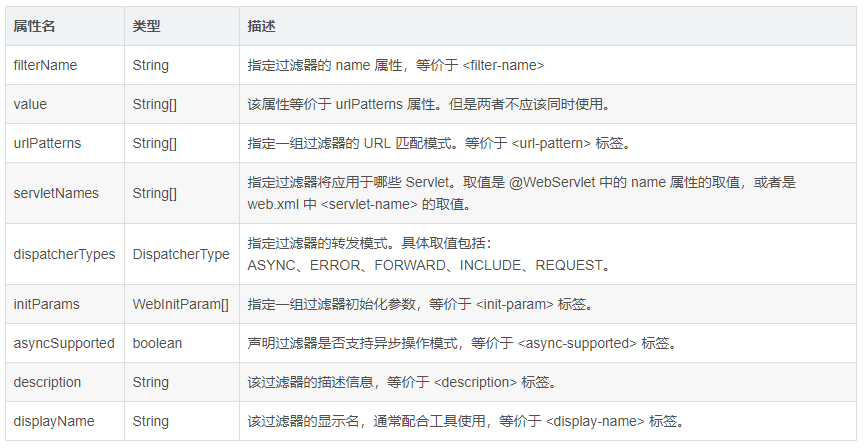 属性名 类型 描述
filterName String 指定过滤器的 name 属性，等价于 <filter-name>
value String[] 该属性等价于 urlPatterns 属性。但是两者不应该同时使用。
urlPatterns String[] 指定一组过滤器的 URL 匹配模式。等价于 <url-pattern> 标签。
servletNames String[] 指定过滤器将应用于哪些 Servlet。取值是 @WebServlet 中的 name 属性的取值，或者是
web.xml 中 <servlet-name> 的取值。
dispatcherTypes DispatcherType 指定过滤器的转发模式。具体取值包括：
ASYNC、ERROR、FORWARD、INCLUDE、REQUEST。
initParams WebInitParam[] 指定一组过滤器初始化参数，等价于 <init-param> 标签。
asyncSupported boolean 声明过滤器是否支持异步操作模式，等价于 <async-supported> 标签。
description String 该过滤器的描述信息，等价于 <description> 标签。
displayName String 该过滤器的显示名，通常配合工具使用，等价于 <display-name> 标签。